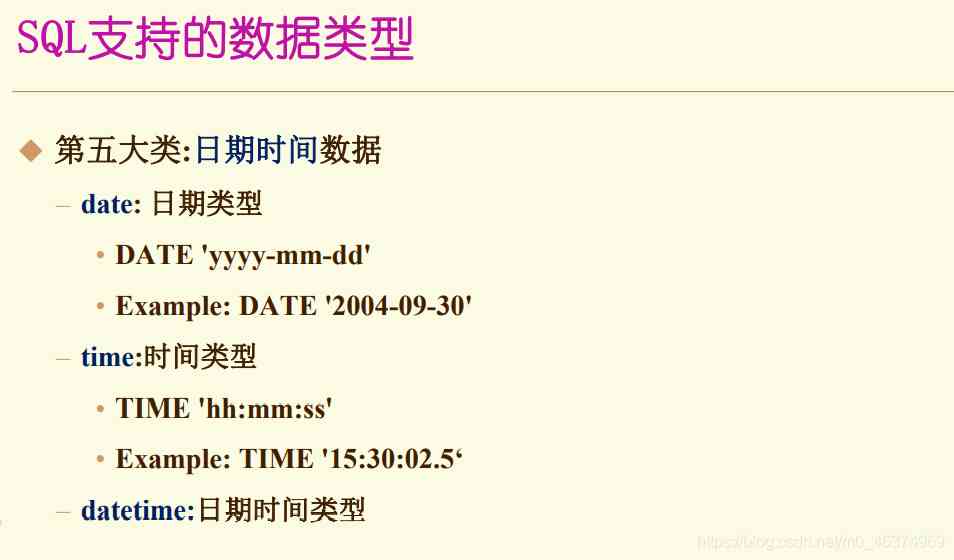 SQL支持的数据类型
第五大类:日期时间数据
– date: 日期类型
• DATE 'yyyy-mm-dd'
• Example: DATE '2004-09-30'
– time:时间类型
• TIME 'hh:mm:ss'
• Example: TIME '15:30:02.5‘
– datetime:日期时间类型
https://blog.csdn.net/m0_46374969